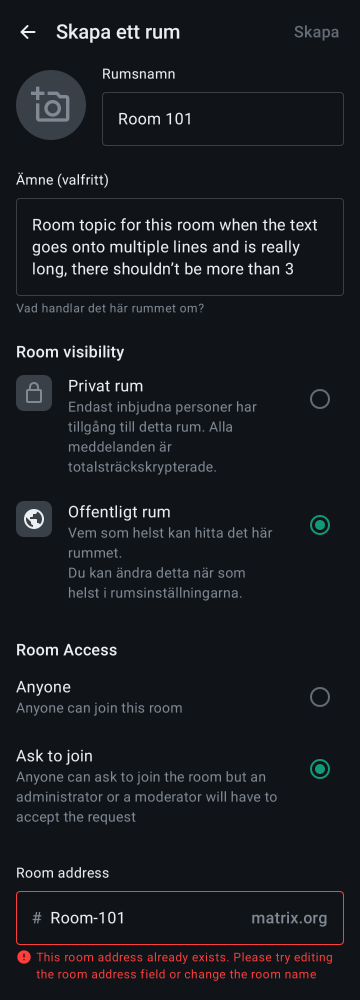 Skapa ett rum
Skapa
Rumsnamn
Room 101
Ämne (valfritt)
Room topic for this room when the text
goes onto multiple lines and is really
long, there shouldn’t be more than 3
Vad handlar det här rummet om?
Room visibility
Privat rum
Endast inbjudna personer har
tillgång till detta rum. Alla
meddelanden är
totalsträckskrypterade.
Offentligt rum
Vem som helst kan hitta det här
rummet.
Du kan ändra detta när som
helst i rumsinställningarna.
Room Access
Anyone
Anyone can join this room
Ask to join
Anyone can ask to join the room but an
administrator or a moderator will have to
accept the request
Room address
# Room-101 matrix.org
This room address already exists. Please try editing
the room address field or change the room name